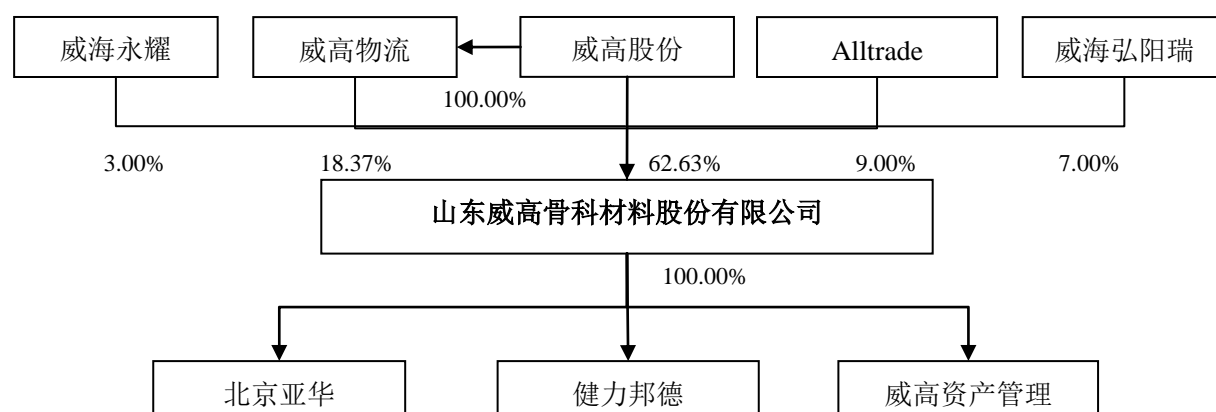 威海永耀
威高物流
威高股份
Alltrade
威海弘阳瑞
100.00%
3.00%
18.37%
62.63%
9.00%
7.00%
山东威高骨科材料股份有限公司
100.00%
北京亚华
健力邦德
威高资产管理